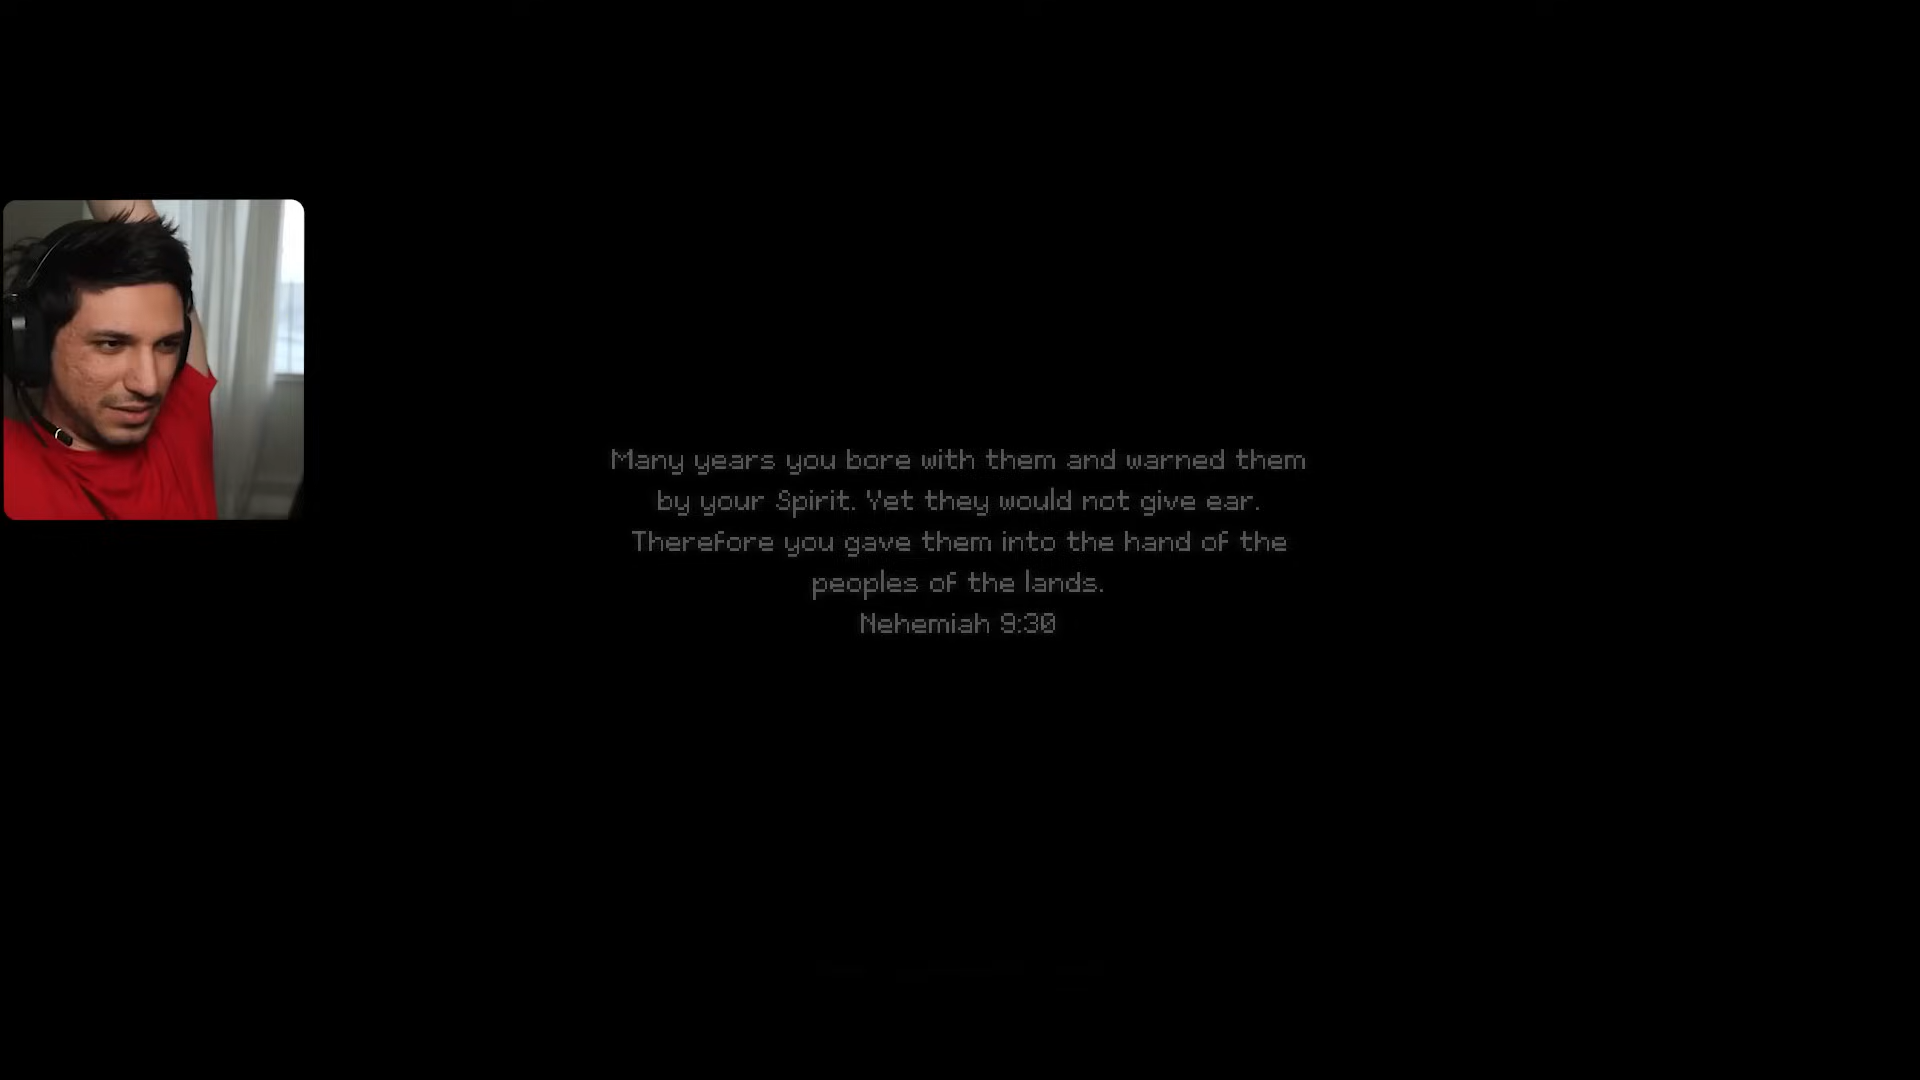 Many years you bore with them and warned them
by your Spirit. Yet they would not give ear.
Therefore you gave them into the hand of the
peoples of the lands.
Nehemiah 9:30